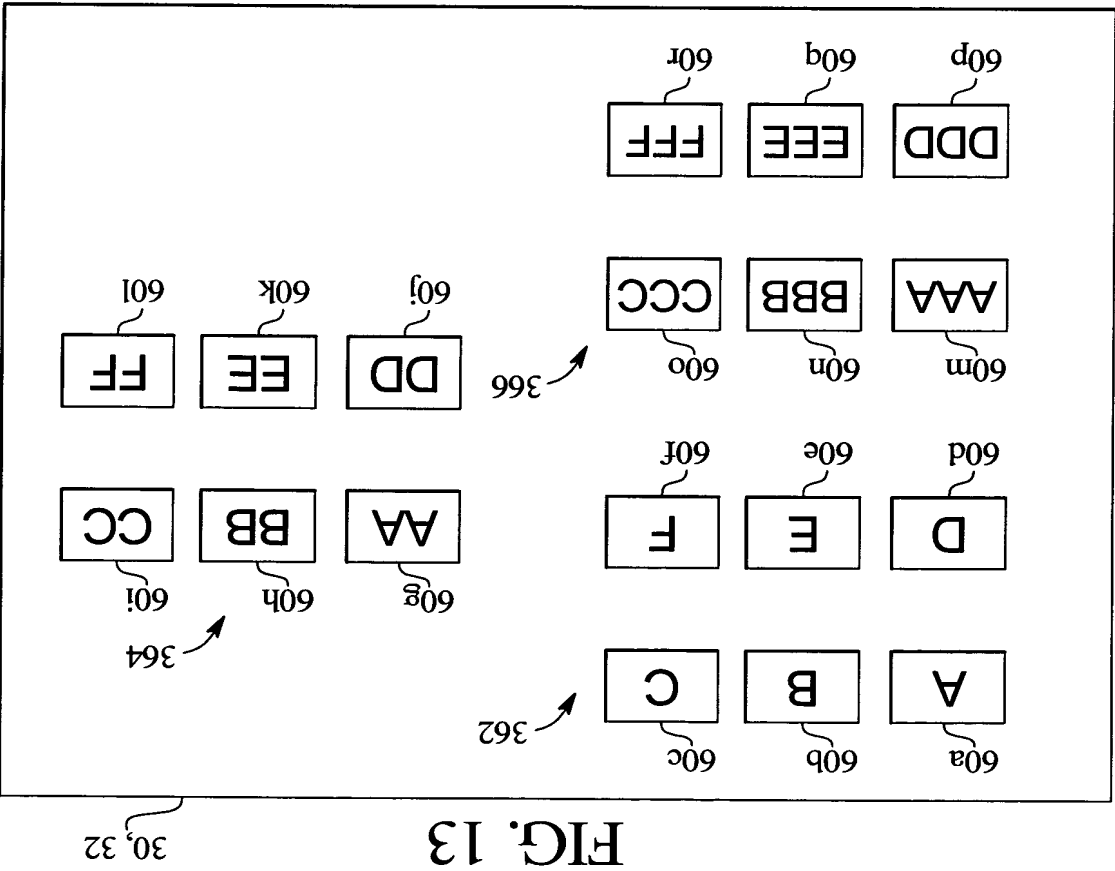 FIG. 13
30, 32
60a 60b 60c
362
A B C
364
60g 60h 60i
D E F AA BB CC
60d 60e 60f
366
60m 60n 60o DD EE FF
AAA BBB CCC 60j 60k 60l
DDD EEE FFF
60p 60q 60r